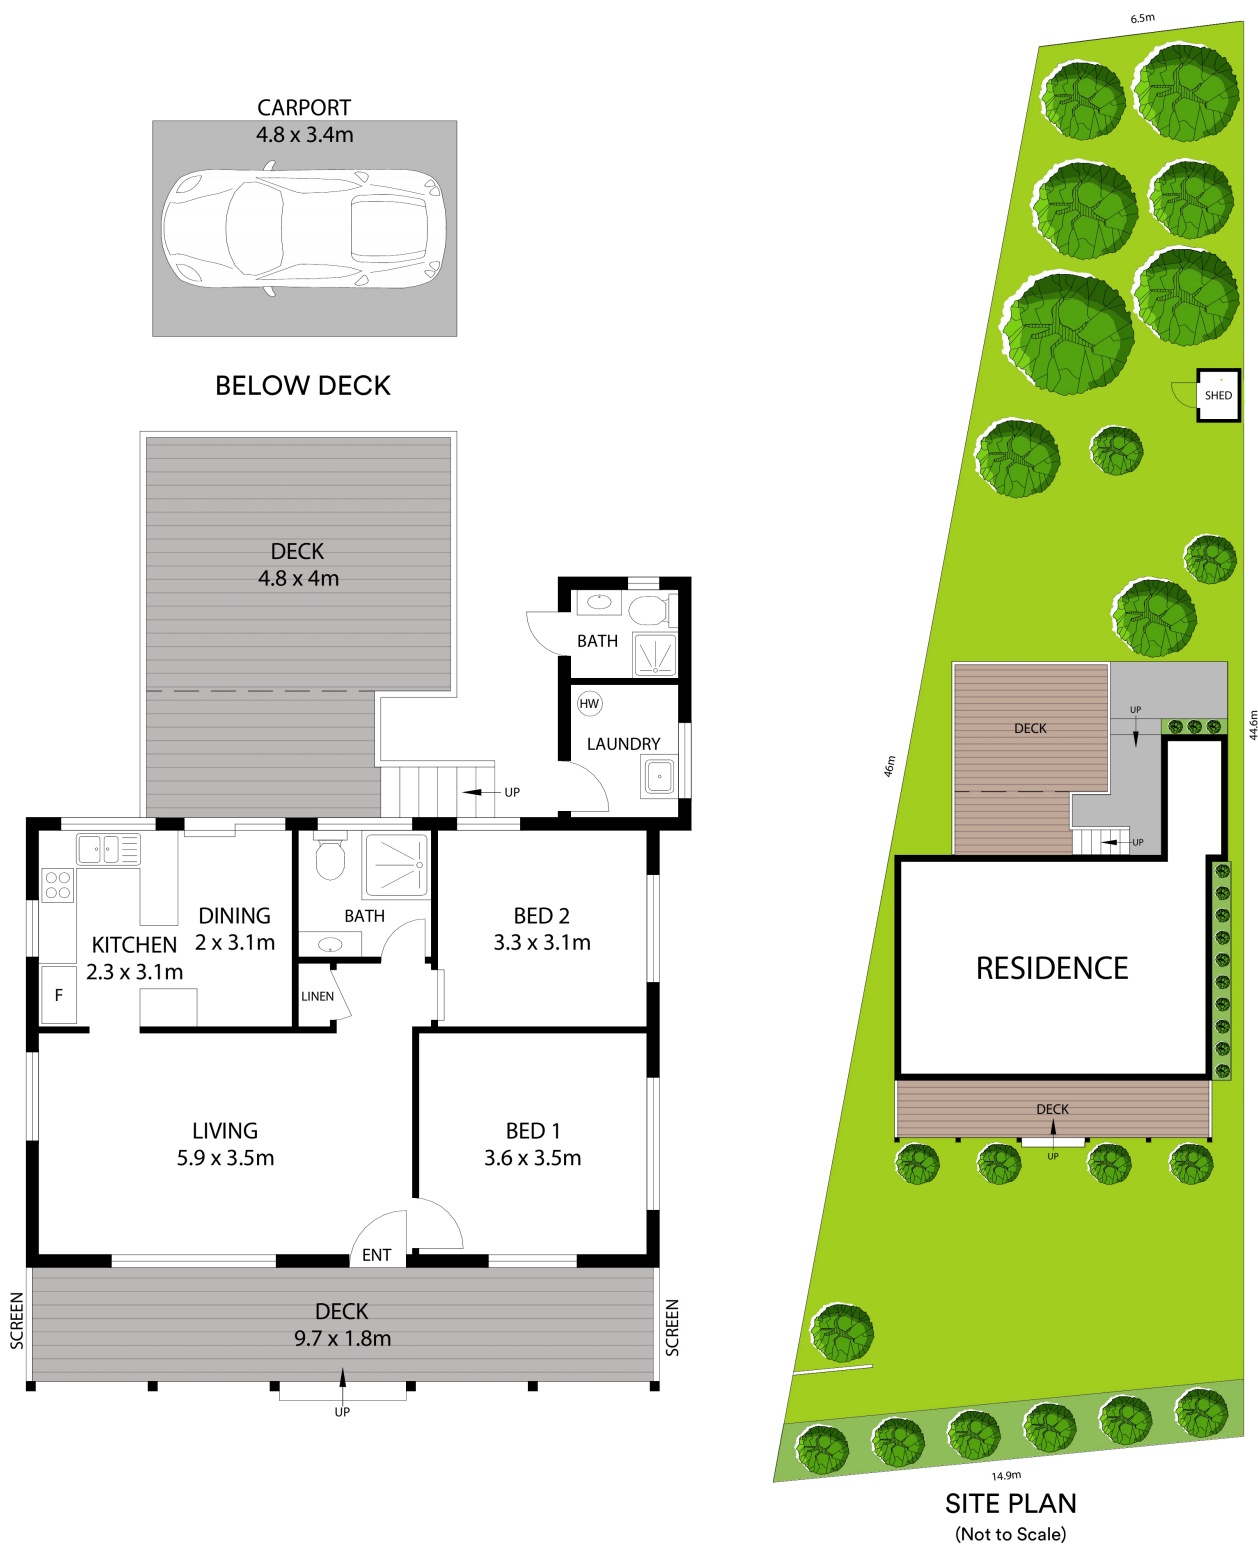 CARPORT
4.8 x 3.4m
BELOW DECK
DECK
4.8 x 4m
BATH
HW
LAUNDRY
UP
DINING
2 x 3.1m
KITCHEN
2.3 x 3.1m
F
BATH
LINEN
BED 2
3.3 x 3.1m
LIVING
5.9 x 3.5m
BED 1
3.6 x 3.5m
ENT
SCREEN
DECK
9.7 x 1.8m
SCREEN
UP
6.5m
SHED
DECK
UP
44.6m
46m
UP
RESIDENCE
DECK
UP
14.9m
SITE PLAN
(Not to Scale)